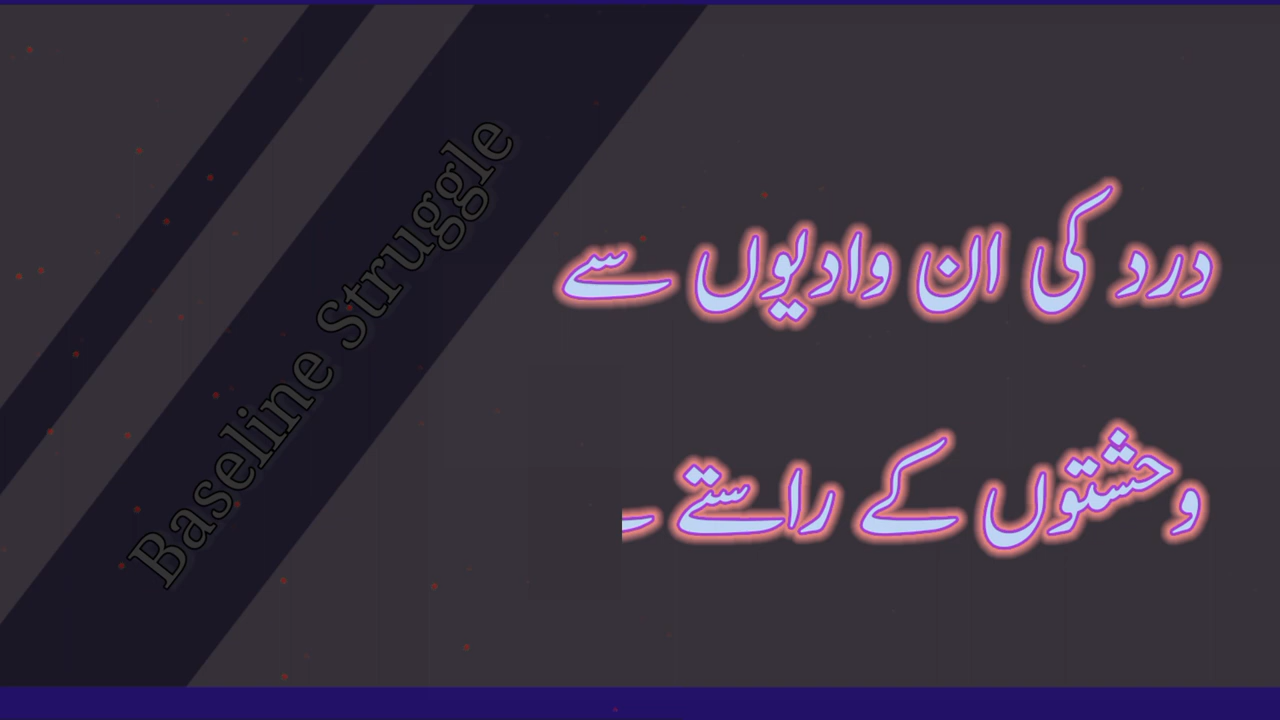 درد کی ان وادیوں سے
وحشتوں کے راستے
Baseline Struggle